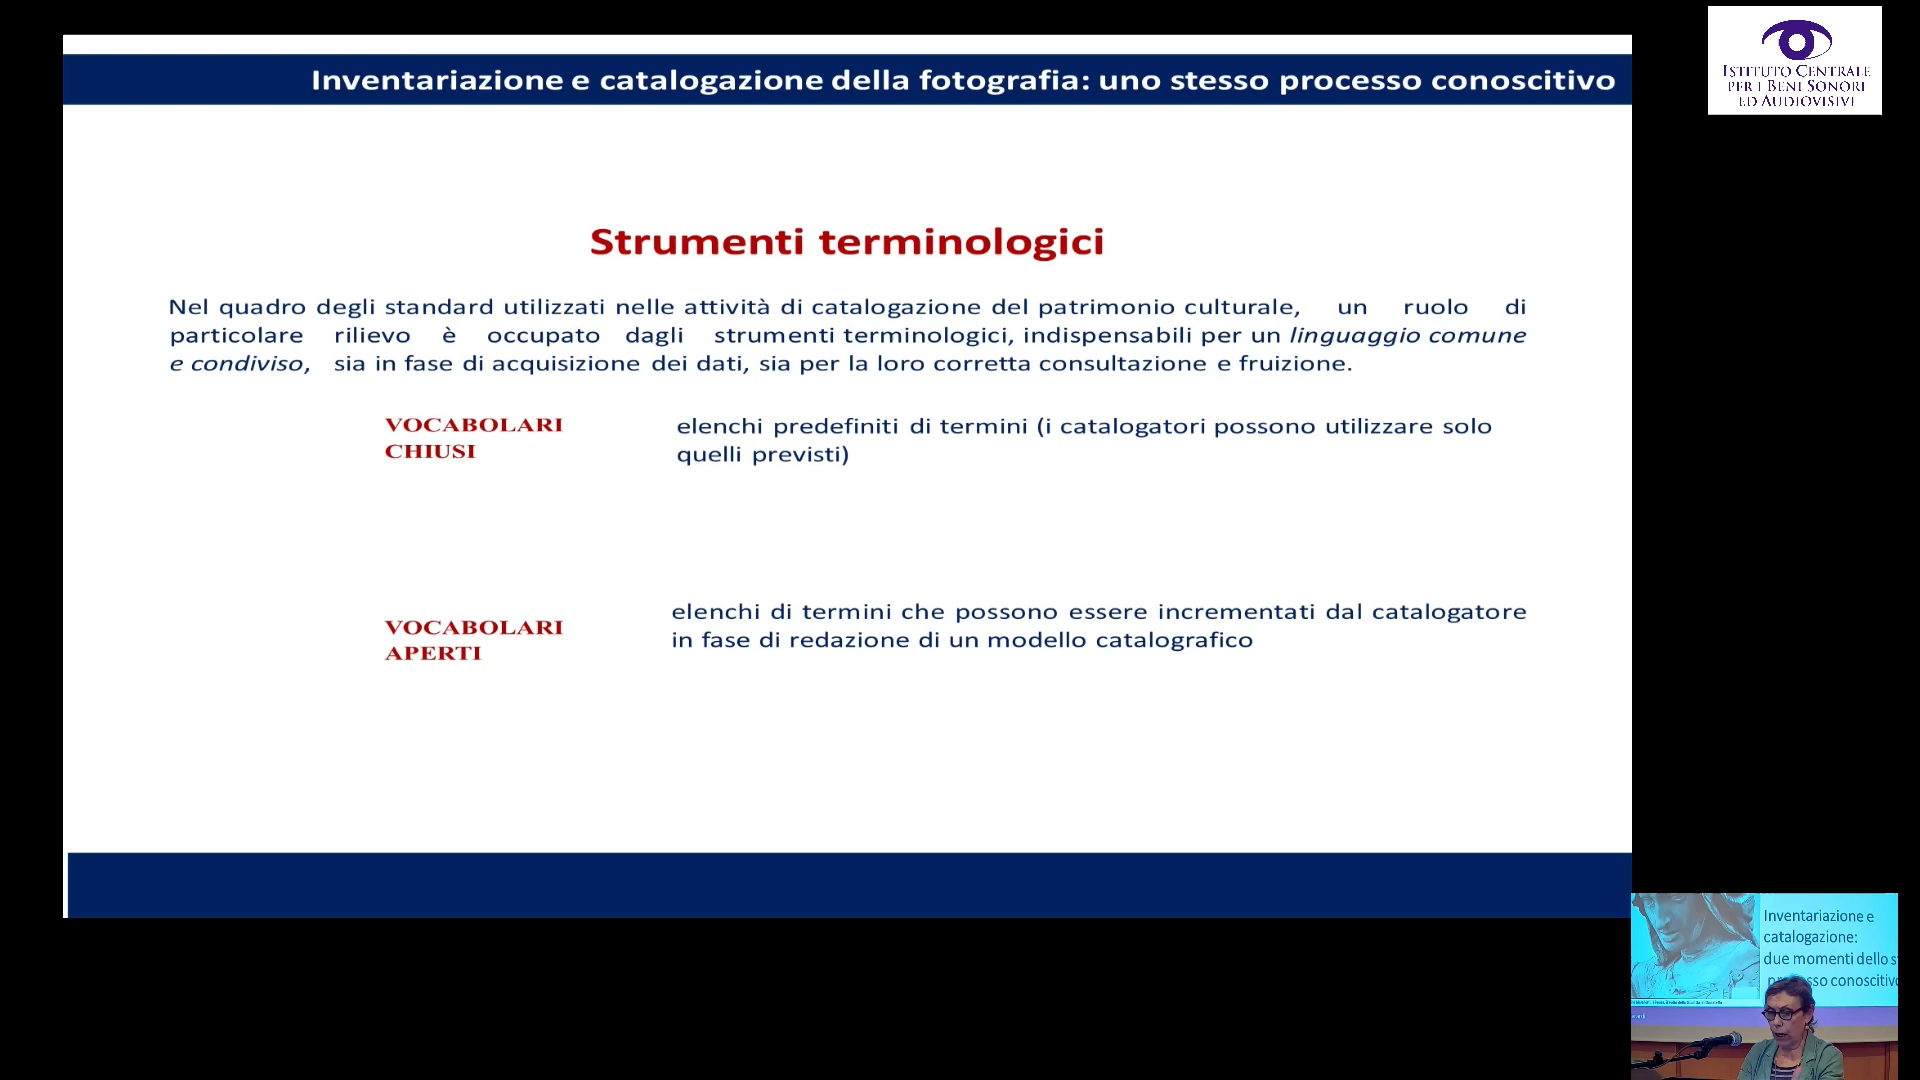 Inventariazione e catalogazione della fotografia: uno stesso processo conoscitivo
ISTITUTO CENTRALE
PER I BENI SONORI
ED AUDIOVISIVI
Strumenti terminologici
Nel quadro degli standard utilizzati nelle attività di catalogazione del patrimonio culturale, un ruolo di
particolare rilievo è occupato dagli strumenti terminologici, indispensabili per un linguaggio comune
e condiviso, sia in fase di acquisizione dei dati, sia per la loro corretta consultazione e fruizione.
VOCABOLARI
CHIUSI
elenchi predefiniti di termini (i catalogatori possono utilizzare solo
quelli previsti)
VOCABOLARI
APERTI
elenchi di termini che possono essere incrementati dal catalogatore
in fase di redazione di un modello catalografico
Inventariazione e
catalogazione:
due momenti dello
conoscitivo